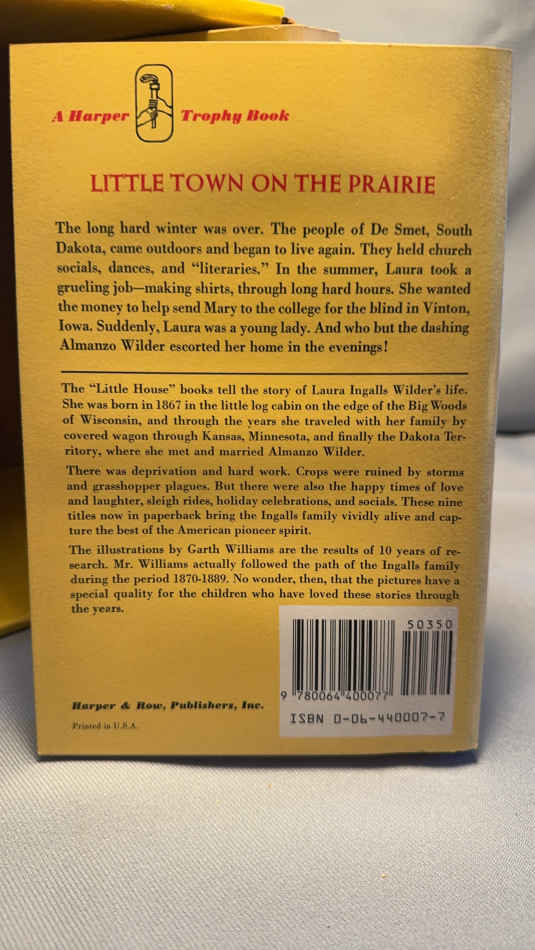 A Harper Trophy Book
LITTLE TOWN ON THE PRAIRIE
The long hard winter was over. The people of De Smet, South
Dakota, came outdoors and began to live again. They held church
socials, dances, and “literaries.” In the summer, Laura took a
grueling job—making shirts, through long hard hours. She wanted
the money to help send Mary to the college for the blind in Vinton,
Iowa. Suddenly, Laura was a young lady. And who but the dashing
Almanzo Wilder escorted her home in the evenings!
The “Little House” books tell the story of Laura Ingalls Wilder’s life.
She was born in 1867 in the little log cabin on the edge of the Big Woods
of Wisconsin, and through the years she traveled with her family by
covered wagon through Kansas, Minnesota, and finally the Dakota Ter-
ritory, where she met and married Almanzo Wilder.
There was deprivation and hard work. Crops were ruined by storms
and grasshopper plagues. But there were also the happy times of love
and laughter, sleigh rides, holiday celebrations, and socials. These nine
titles now in paperback bring the Ingalls family vividly alive and cap-
ture the best of the American pioneer spirit.
The illustrations by Garth Williams are the results of 10 years of re-
search. Mr. Williams actually followed the path of the Ingalls family
during the period 1870-1889. No wonder, then, that the pictures have a
special quality for the children who have loved these stories through
the years.
50350
9 780064 400077
ISBN 0-06-440007-7
Harper & Row, Publishers, Inc.
Printed in U.S.A.